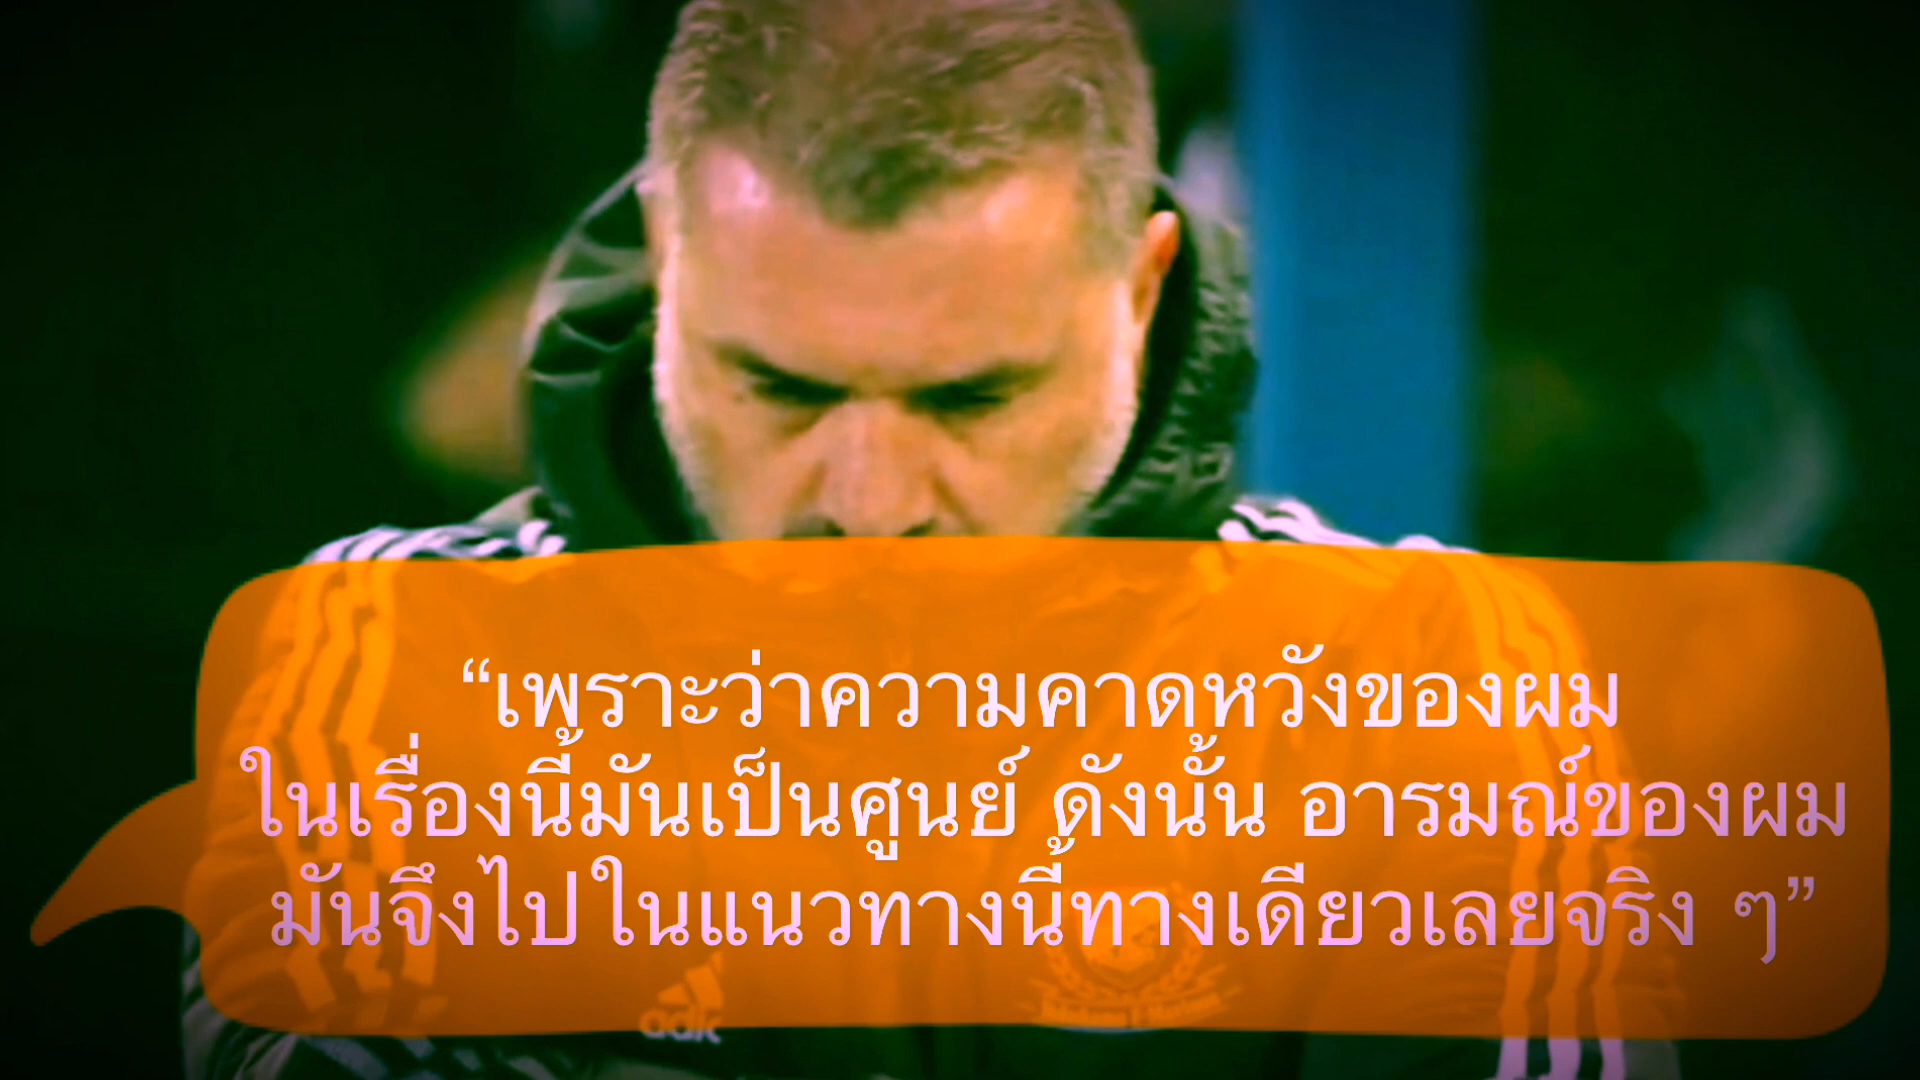 “เพราะว่าความคาดหวังของผม
ในเรื่องนี้มันเป็นศูนย์ ดังนั้น อารมณ์ของผม
มันจึงไปในแนวทางนี้ทางเดียวเลยจริง ๆ”